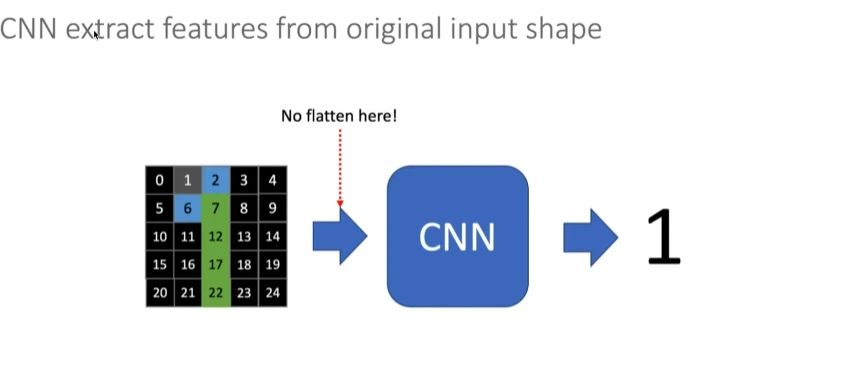 CNN extract features from original input shape
No flatten here!
0 1 2 3 4
5 6 7 8 9
10 11 12 13 14
15 16 17 18 19
20 21 22 23 24
CNN
1